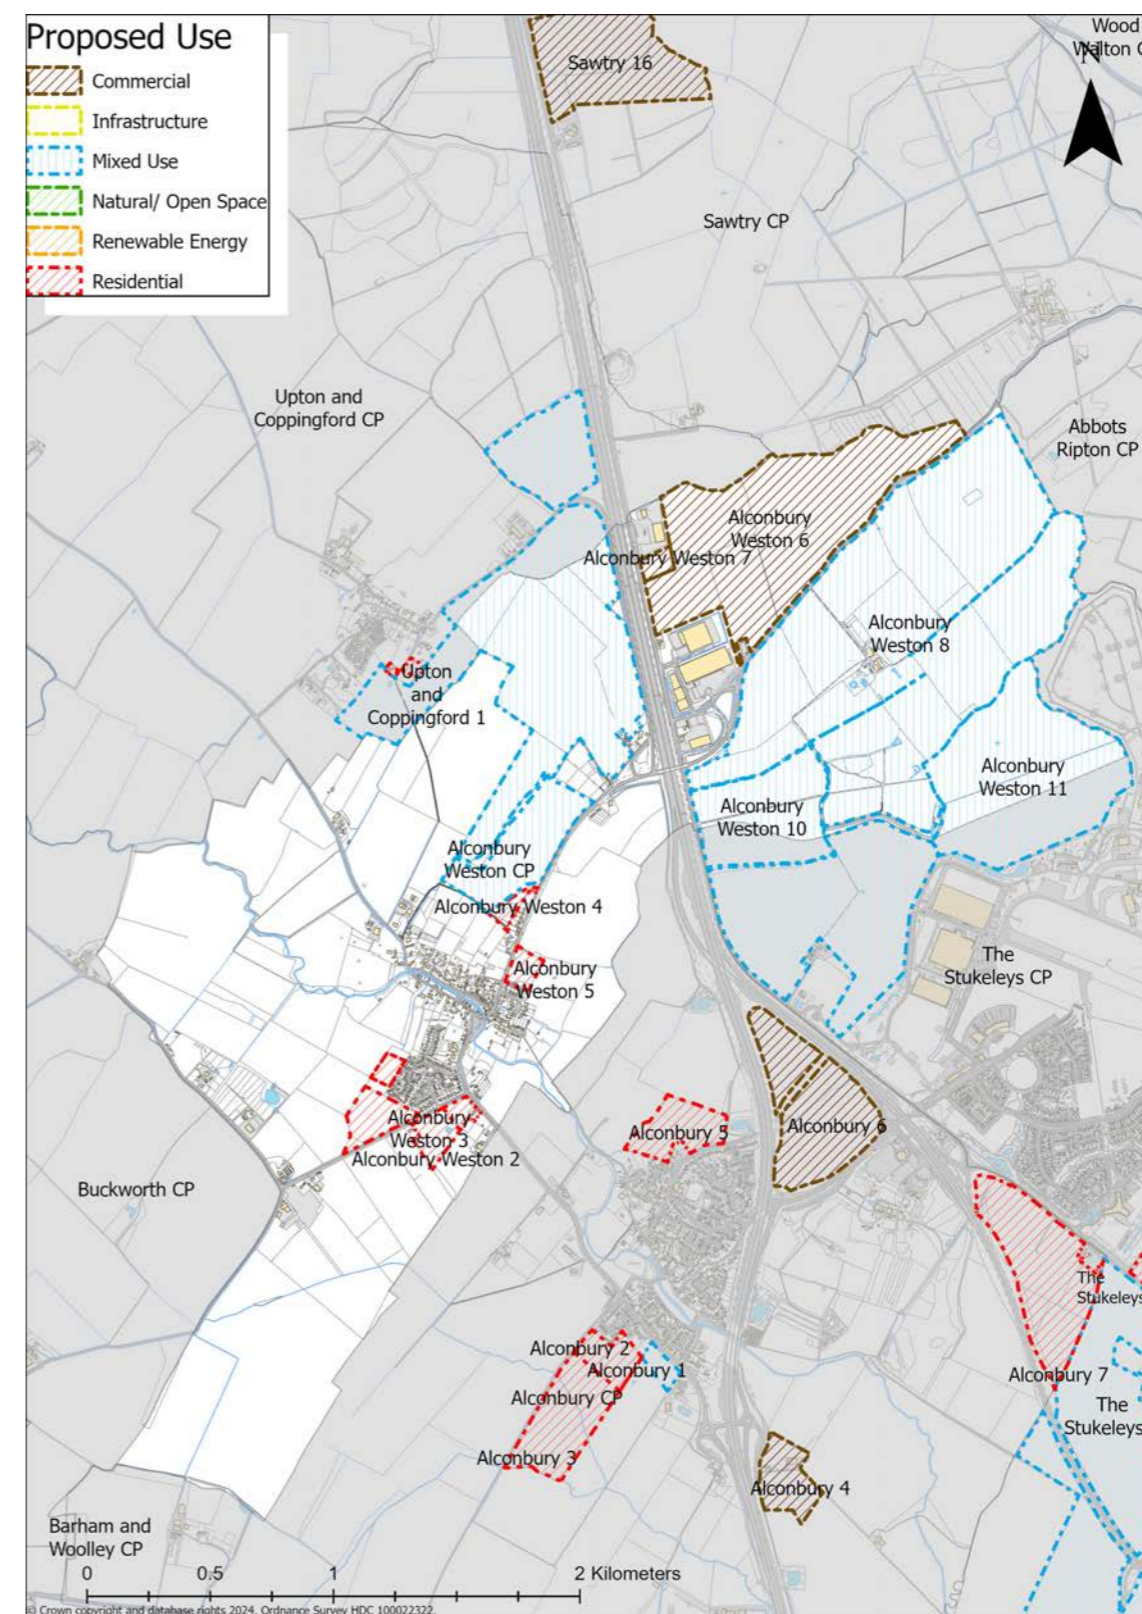 Proposed Use
Commercial
Infrastructure
Mixed Use
Natural/ Open Space
Renewable Energy
Residential
Wood
Walton
N
Sawtry 16
Sawtry CP
Upton and
Coppingford CP
Abbots
Ripton CP
Alconbury
Weston 6
Alconbury Weston 7
Alconbury
Weston 8
Upton
and
Coppingford 1
Alconbury
Weston 11
Alconbury
Weston 10
Alconbury
Weston CP
Alconbury Weston 4
Alconbury
Weston 5
The
Stukeleys CP
Alconbury
Weston 3
Alconbury Weston 2
Alconbury 5
Alconbury 6
Buckworth CP
The
Stukeleys
Alconbury 2
Alconbury 1
Alconbury CP
Alconbury 7
The
Stukeleys
Alconbury 3
Alconbury 4
Barham and
Woolley CP
0 0.5 1 2 Kilometers
© Crown copyright and database rights 2024. Ordnance Survey HDC 100022322.